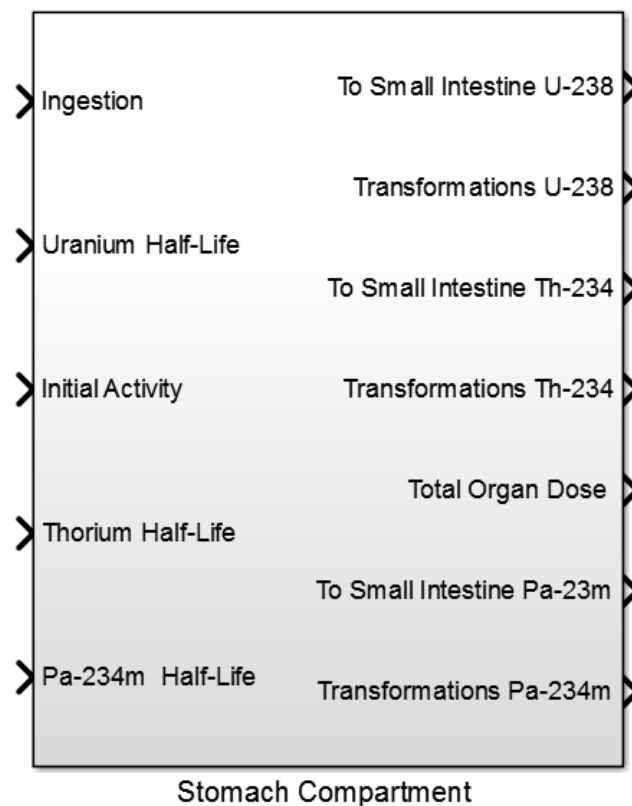 Ingestion
Uranium Half-Life
Initial Activity
Thorium Half-Life
Pa-234m Half-Life
To Small Intestine U-238
Transformations U-238
To Small Intestine Th-234
Transformations Th-234
Total Organ Dose
To Small Intestine Pa-23m
Transformations Pa-234m
Stomach Compartment